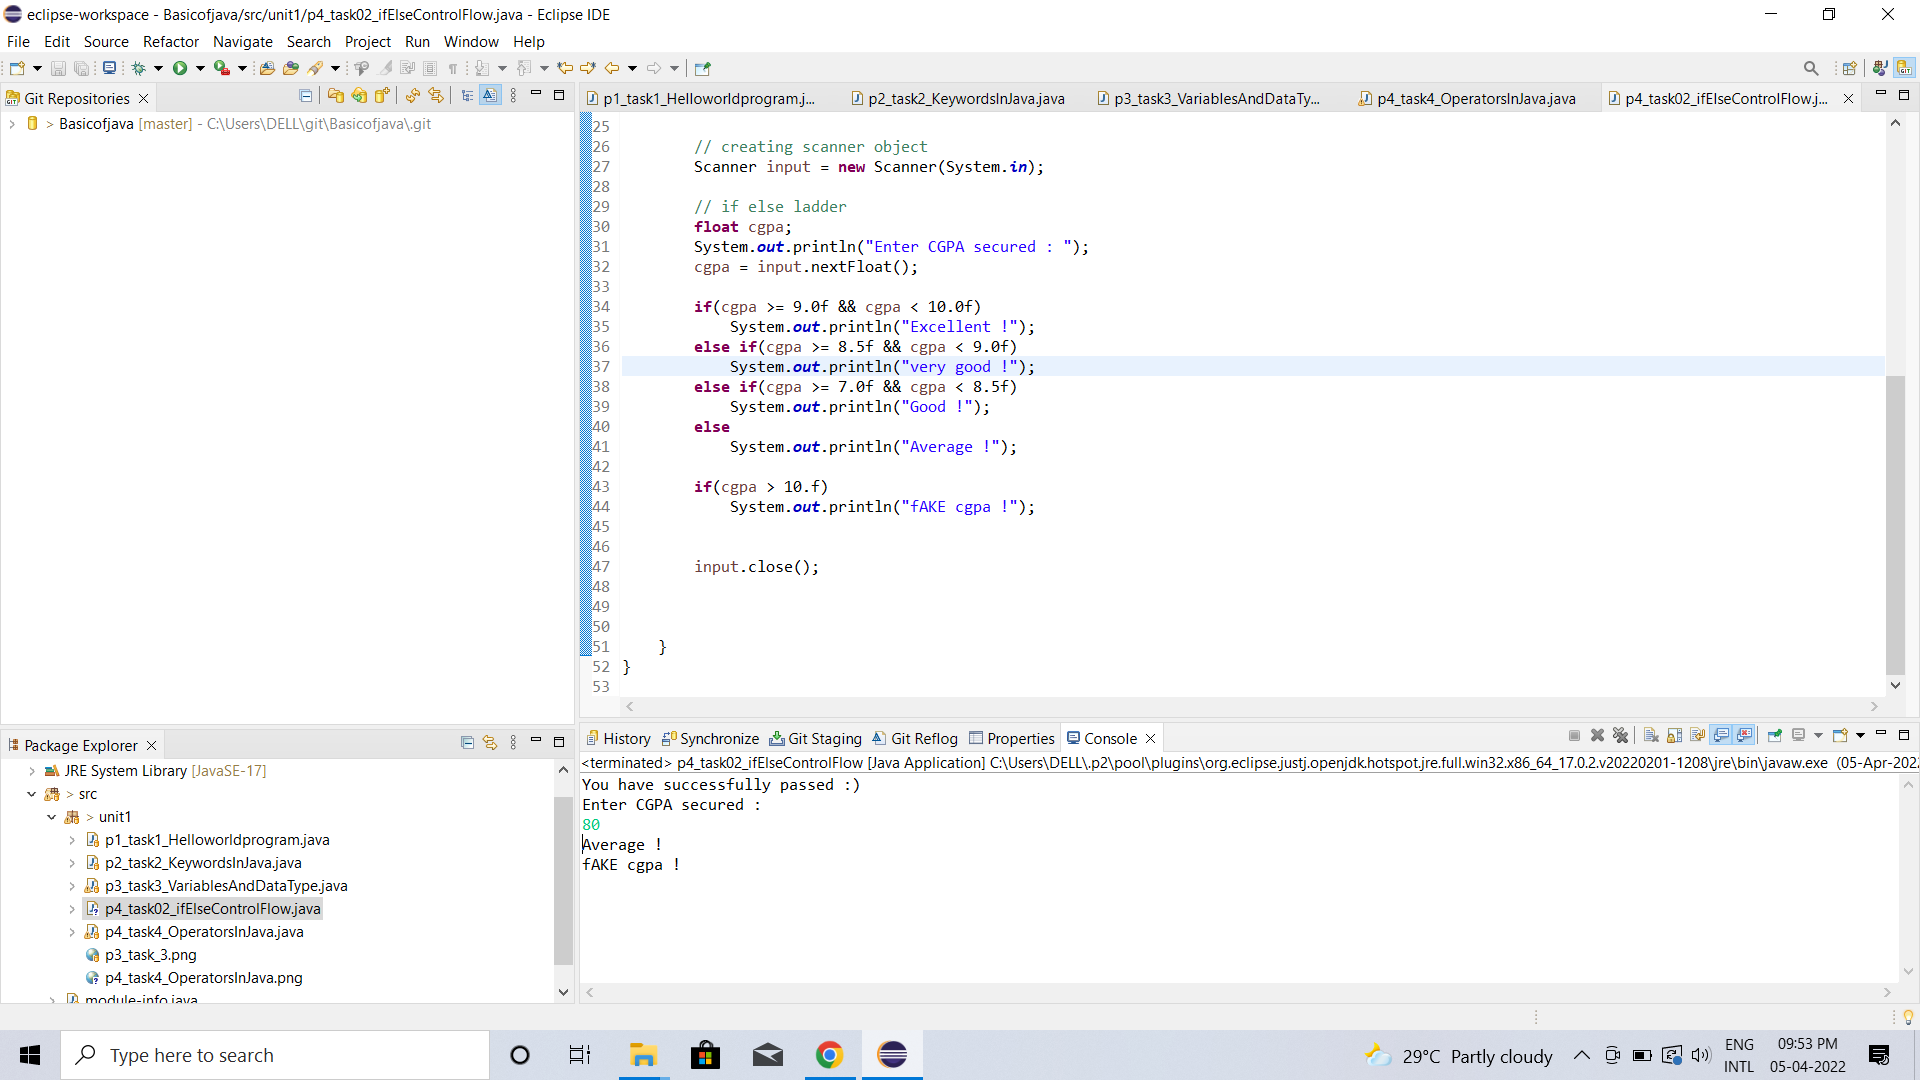 eclipse-workspace - Basicofjava/src/unit1/p4_task02_ifElseControlFlow.java - Eclipse IDE
File Edit Source Refactor Navigate Search Project Run Window Help
Git Repositories
> Basicofjava [master] - C:\Users\DELL\git\Basicofjava\.git
p1_task1_Helloworldprogram.j... p2_task2_KeywordsInJava.java p3_task3_VariablesAndDataTy... p4_task4_OperatorsInJava.java p4_task02_ifElseControlFlow.j...
25
26 // creating scanner object
27 Scanner input = new Scanner(System.in);
28
29 // if else ladder
30 float cgpa;
31 System.out.println("Enter CGPA secured : ");
32 cgpa = input.nextFloat();
33
34 if(cgpa >= 9.0f && cgpa < 10.0f)
35 System.out.println("Excellent !");
36 else if(cgpa >= 8.5f && cgpa < 9.0f)
37 System.out.println("very good !");
38 else if(cgpa >= 7.0f && cgpa < 8.5f)
39 System.out.println("Good !");
40 else
41 System.out.println("Average !");
42
43 if(cgpa > 10.f)
44 System.out.println("fAKE cgpa !");
45
46
47 input.close();
48
49
50
51 }
52 }
53
Package Explorer
JRE System Library [JavaSE-17]
> src
> unit1
p1_task1_Helloworldprogram.java
p2_task2_KeywordsInJava.java
p3_task3_VariablesAndDataType.java
p4_task02_ifElseControlFlow.java
p4_task4_OperatorsInJava.java
p3_task_3.png
p4_task4_OperatorsInJava.png
module-info.java
History Synchronize Git Staging Git Reflog Properties Console
<terminated> p4_task02_ifElseControlFlow [Java Application] C:\Users\DELL\.p2\pool\plugins\org.eclipse.justj.openjdk.hotspot.jre.full.win32.x86_64_17.0.2.v20220201-1208\jre\bin\javaw.exe (05-Apr-202
You have successfully passed :)
Enter CGPA secured :
80
Average !
fAKE cgpa !
Type here to search
29°C Partly cloudy
ENG
INTL
09:53 PM
05-04-2022